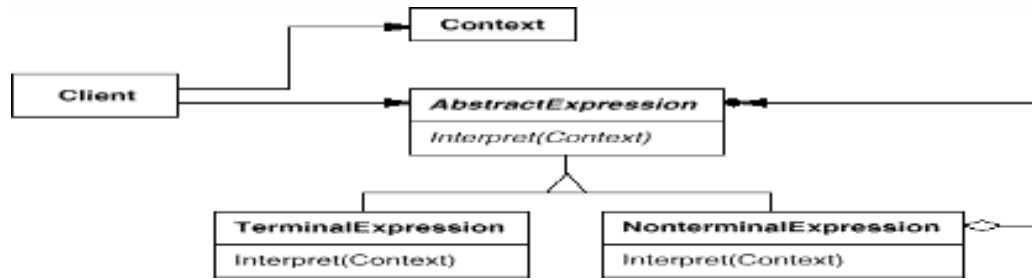 Context
Client
AbstractExpression
Interpret(Context)
TerminalExpression
Interpret(Context)
NonterminalExpression
Interpret(Context)